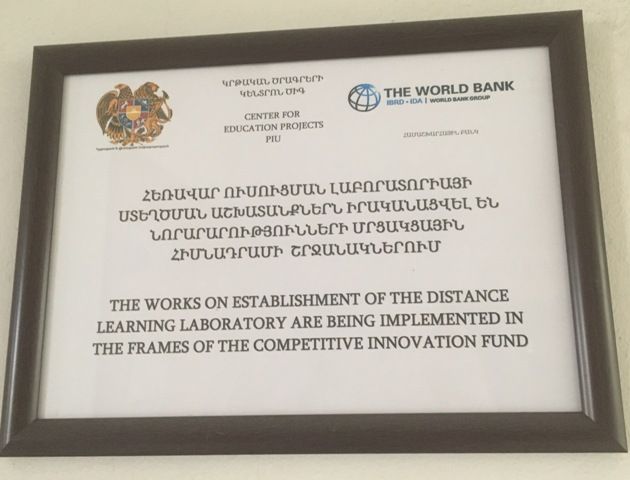 ԿՐԹԱԿԱՆ ԾՐԱԳՐԵՐԻ
ԿԵՆՏՐՈՆ ԾԻԳ
CENTER FOR
EDUCATION PROJECTS
PIU
THE WORLD BANK
IBRD • IDA | WORLD BANK GROUP
ՀԱՄԱՇԽԱՐՀԱՅԻՆ ԲԱՆԿ
ՀԵՌԱՎԱՐ ՈՒՍՈՒՑՄԱՆ ԼԱԲՈՐԱՏՈՐԻԱՅԻ
ՍՏԵՂԾՄԱՆ ԱՇԽԱՏԱՆՔՆԵՐՆ ԻՐԱԿԱՆԱՑՎԵԼ ԵՆ
ՆՈՐԱՐԱՐՈՒԹՅՈՒՆՆԵՐԻ ՄՐՑԱԿՑԱՅԻՆ
ՀԻՄՆԱԴՐԱՄԻ ՇՐՋԱՆԱԿՆԵՐՈՒՄ
THE WORKS ON ESTABLISHMENT OF THE DISTANCE
LEARNING LABORATORY ARE BEING IMPLEMENTED IN
THE FRAMES OF THE COMPETITIVE INNOVATION FUND